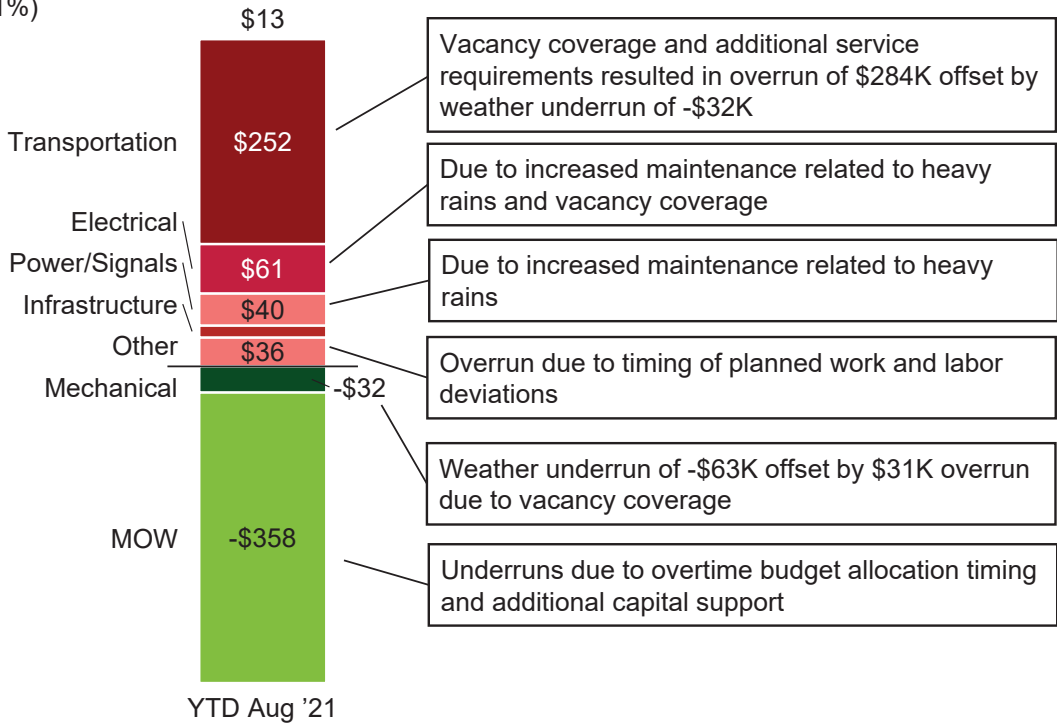 1%)
$13
Vacancy coverage and additional service
requirements resulted in overrun of $284K offset by
weather underrun of -$32K
Transportation
$252
Due to increased maintenance related to heavy
rains and vacancy coverage
Electrical
Power/Signals
$61
Due to increased maintenance related to heavy
rains
Infrastructure
$40
Other
$36
Overrun due to timing of planned work and labor
deviations
Mechanical
-$32
Weather underrun of -$63K offset by $31K overrun
due to vacancy coverage
MOW
-$358
Underruns due to overtime budget allocation timing
and additional capital support
YTD Aug ’21